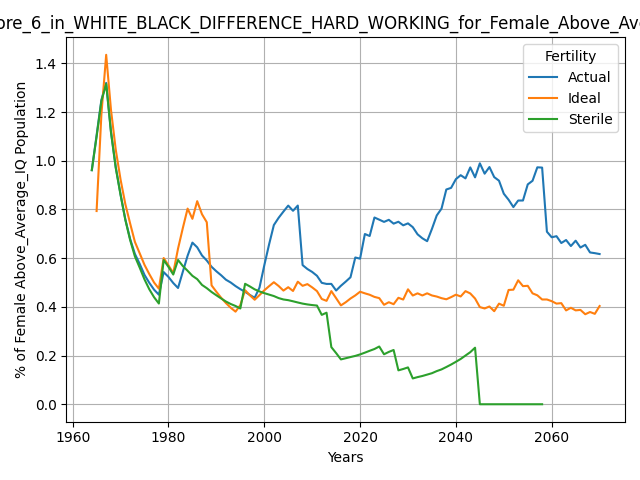 ore_6_in_WHITE_BLACK_DIFFERENCE_HARD_WORKING_for_Female_Above_Av
% of Female Above_Average_IQ Population
1.4
1.2
1.0
0.8
0.6
0.4
0.2
0.0
Fertility
Actual
Ideal
Sterile
1960
1980
2000
2020
2040
2060
Years